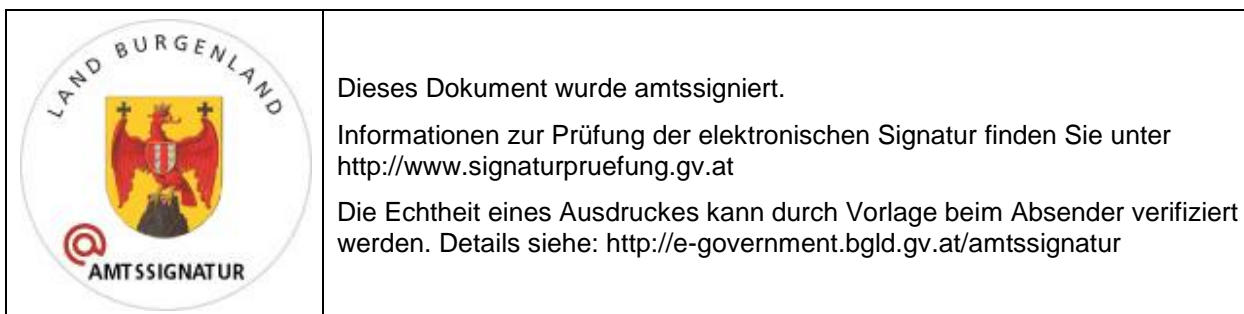 LAND BURGENLAND
@
AMTSSIGNATUR
Dieses Dokument wurde amtssigniert.
Informationen zur Prüfung der elektronischen Signatur finden Sie unter
http://www.signaturpruefung.gv.at
Die Echtheit eines Ausdruckes kann durch Vorlage beim Absender verifiziert
werden. Details siehe: http://e-government.bgld.gv.at/amtssignatur